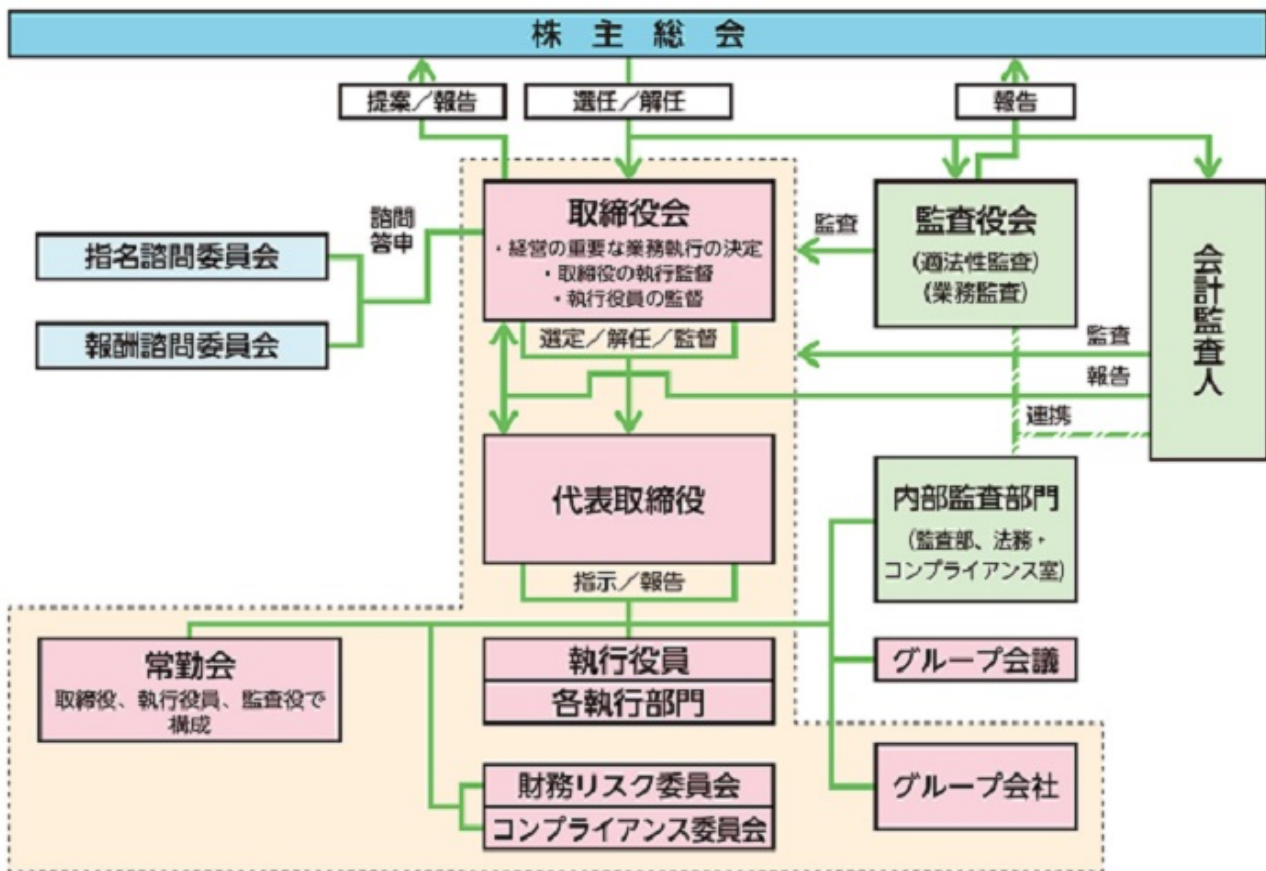 株主総会
提案／報告
選任／解任
報告
諮問
答申
指名諮問委員会
報酬諮問委員会
取締役会
・経営の重要な業務執行の決定
・取締役の執行監督
・執行役員の監督
選定／解任／監督
監査
監査役会
(適法性監査)
(業務監査)
会計監査人
監査
報告
連携
代表取締役
指示／報告
内部監査部門
(監査部、法務・
コンプライアンス室)
常勤会
取締役、執行役員、監査役で
構成
執行役員
各執行部門
グループ会議
財務リスク委員会
コンプライアンス委員会
グループ会社